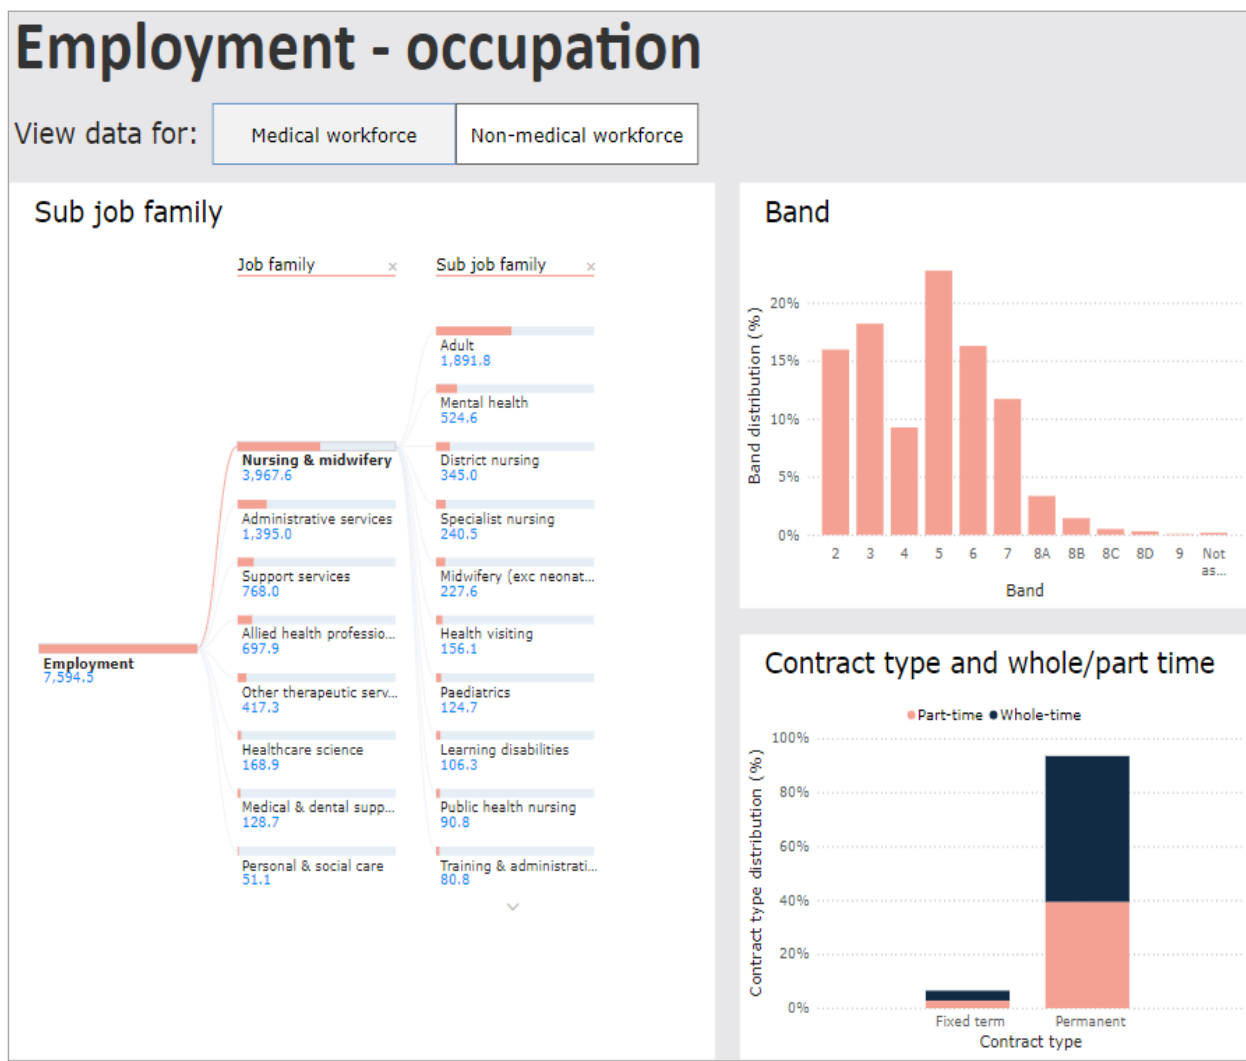 Employment - occupation
View data for: Medical workforce Non-medical workforce
Sub job family
Job family x Sub job family x
Employment
7,594.5
Nursing & midwifery
3,967.6
Administrative services
1,395.0
Support services
768.0
Allied health professio...
697.9
Other therapeutic serv...
417.3
Healthcare science
168.9
Medical & dental supp...
128.7
Personal & social care
51.1
Adult
1,891.8
Mental health
524.6
District nursing
345.0
Specialist nursing
240.5
Midwifery (exc neonat...
227.6
Health visiting
156.1
Paediatrics
124.7
Learning disabilities
106.3
Public health nursing
90.8
Training & administrati...
80.8
Band
Band distribution (%)
20%
15%
10%
5%
0%
2 3 4 5 6 7 8A 8B 8C 8D 9 Not
as...
Band
Contract type and whole/part time
Part-time Whole-time
Contract type distribution (%)
100%
80%
60%
40%
20%
0%
Fixed term Permanent
Contract type